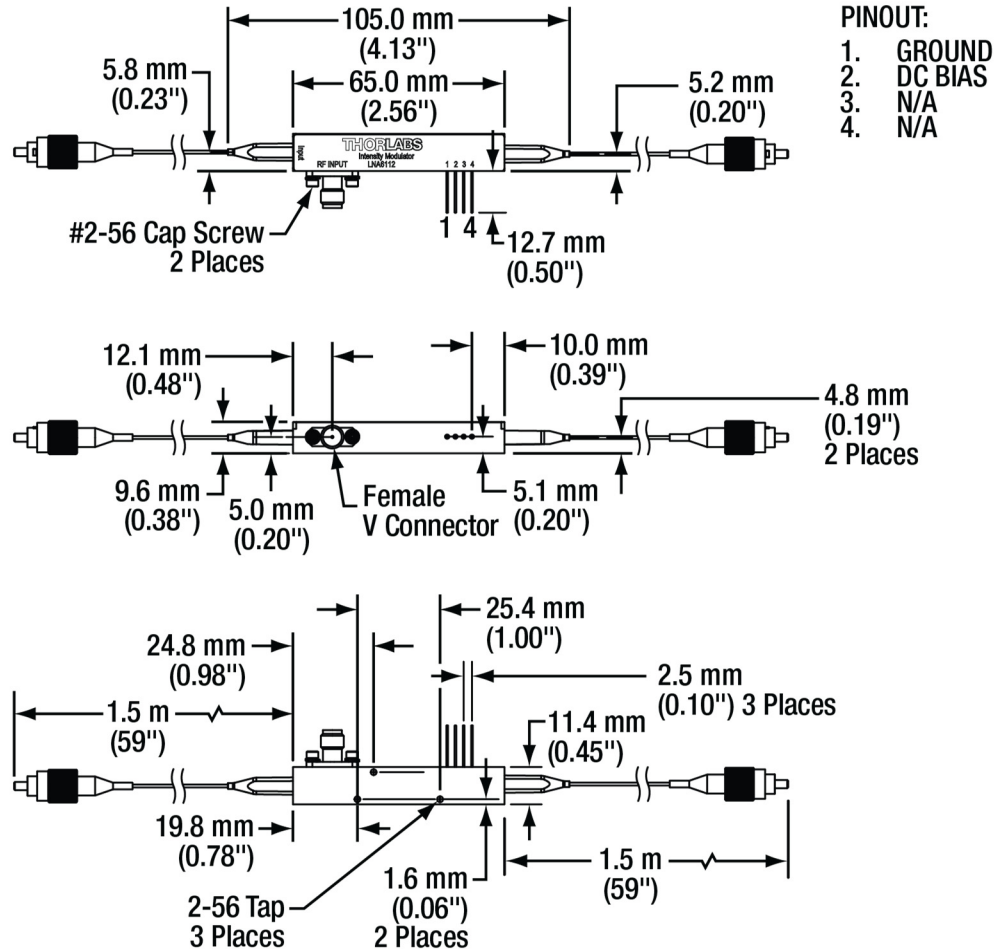 105.0 mm
(4.13")
65.0 mm
(2.56")
5.8 mm
(0.23")
5.2 mm
(0.20")
PINOUT:
1. GROUND
2. DC BIAS
3. N/A
4. N/A
Input
THORLABS
Intensity Modulator
LNA6112
RF INPUT
1 2 3 4
1 4
#2-56 Cap Screw
2 Places
12.7 mm
(0.50")
12.1 mm
(0.48")
10.0 mm
(0.39")
4.8 mm
(0.19")
2 Places
9.6 mm
(0.38")
5.0 mm
(0.20")
Female
V Connector
5.1 mm
(0.20")
25.4 mm
(1.00")
24.8 mm
(0.98")
2.5 mm
(0.10") 3 Places
1.5 m
(59")
11.4 mm
(0.45")
19.8 mm
(0.78")
1.6 mm
(0.06")
2 Places
1.5 m
(59")
2-56 Tap
3 Places